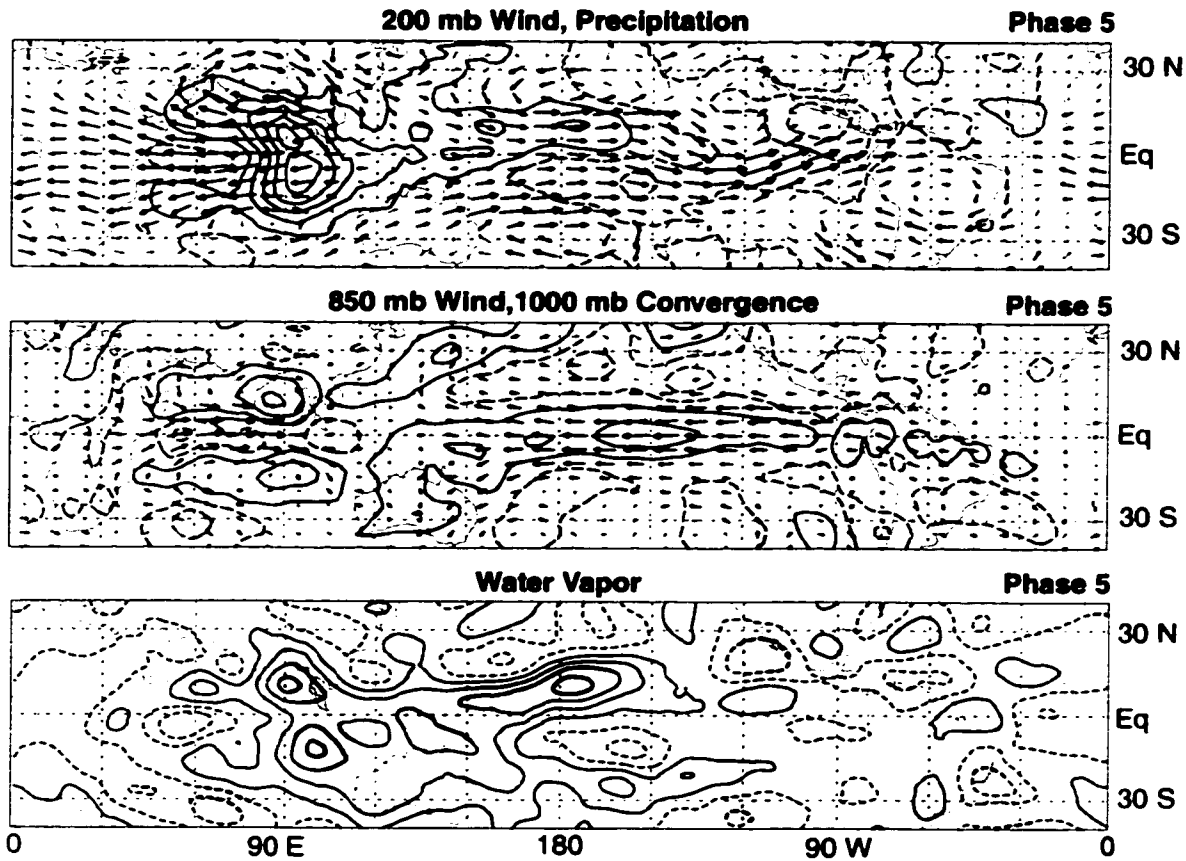 200 mb Wind, Precipitation Phase 5
30 N
Eq
30 S
850 mb Wind,1000 mb Convergence Phase 5
30 N
Eq
30 S
Water Vapor Phase 5
30 N
Eq
30 S
0 90 E 180 90 W 0